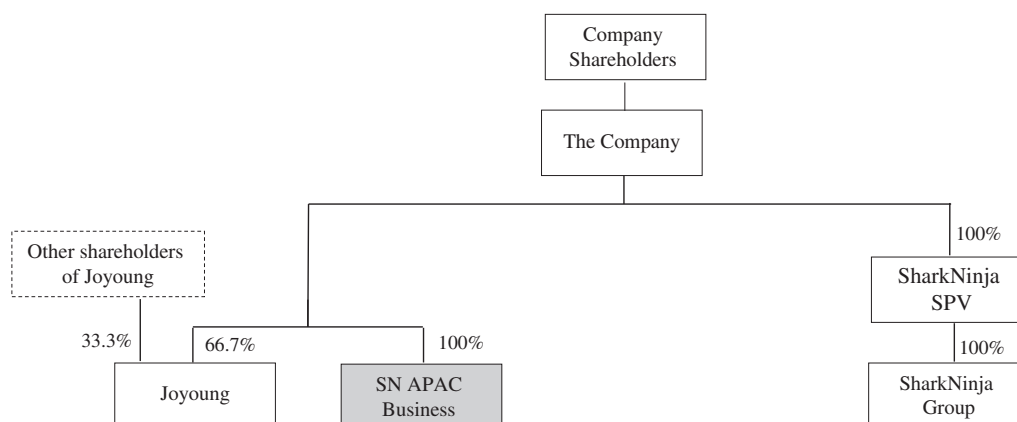 Company
Shareholders
The Company
100%
Other shareholders
of Joyoung
SharkNinja
SPV
33.3%
66.7%
100%
100%
Joyoung
SN APAC
Business
SharkNinja
Group